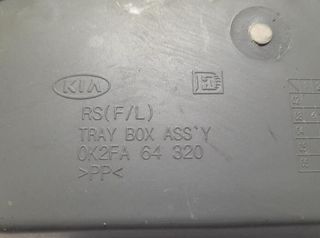 KIA
RS(F/L)
TRAY BOX ASS'Y
0K2FA 64 320
>PP<